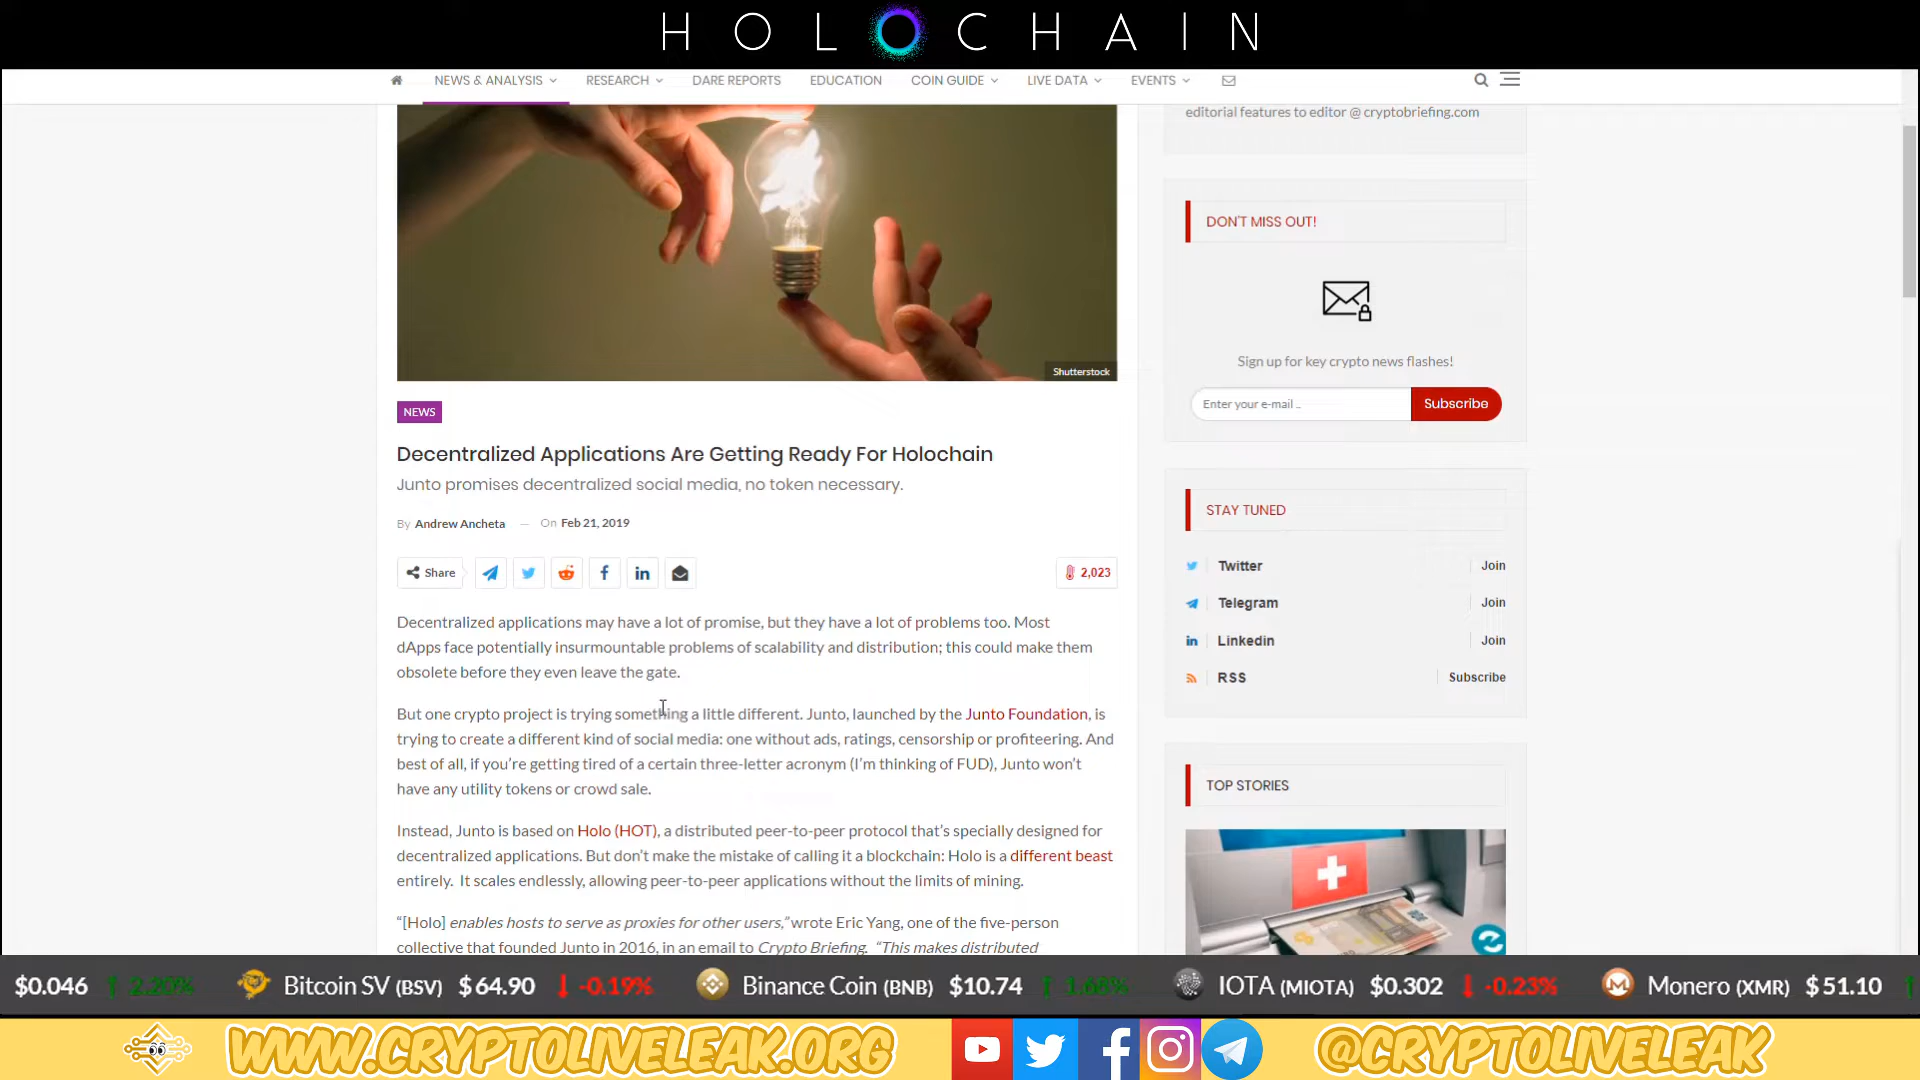 HOLOCHAIN
NEWS & ANALYSIS RESEARCH DARE REPORTS EDUCATION COIN GUIDE LIVE DATA EVENTS
editorial features to editor @ cryptobriefing.com
Shutterstock
NEWS
Decentralized Applications Are Getting Ready For Holochain
Junto promises decentralized social media, no token necessary.
By Andrew Ancheta — On Feb 21, 2019
Share
2,023
Decentralized applications may have a lot of promise, but they have a lot of problems too. Most
dApps face potentially insurmountable problems of scalability and distribution; this could make them
obsolete before they even leave the gate.
But one crypto project is trying something a little different. Junto, launched by the Junto Foundation, is
trying to create a different kind of social media: one without ads, ratings, censorship or profiteering. And
best of all, if you're getting tired of a certain three-letter acronym (I'm thinking of FUD), Junto won't
have any utility tokens or crowd sale.
Instead, Junto is based on Holo (HOT), a distributed peer-to-peer protocol that's specially designed for
decentralized applications. But don't make the mistake of calling it a blockchain: Holo is a different beast
entirely. It scales endlessly, allowing peer-to-peer applications without the limits of mining.
“[Holo] enables hosts to serve as proxies for other users,” wrote Eric Yang, one of the five-person
collective that founded Junto in 2016, in an email to Crypto Briefing. “This makes distributed
DON'T MISS OUT!
Sign up for key crypto news flashes!
Enter your e-mail .. Subscribe
STAY TUNED
Twitter Join
Telegram Join
Linkedin Join
RSS Subscribe
TOP STORIES
$0.046 2.20% Bitcoin SV (BSV) $64.90 -0.19% Binance Coin (BNB) $10.74 1.68% IOTA (MIOTA) $0.302 -0.23% Monero (XMR) $51.10
WWW.CRYPTOLIVELEAK.ORG @CRYPTOLIVELEAK